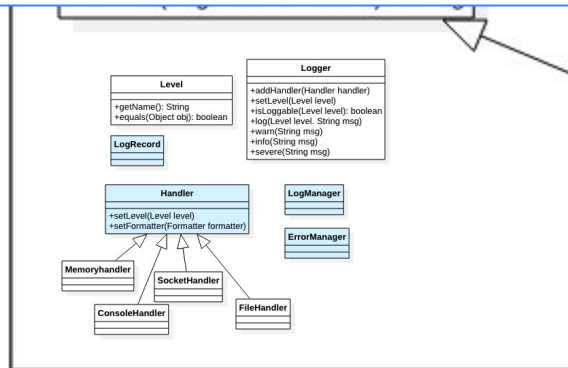 Level
+getName(): String
+equals(Object obj): boolean
Logger
+addHandler(Handler handler)
+setLevel(Level level)
+isLoggable(Level level): boolean
+log(Level level. String msg)
+warn(String msg)
+info(String msg)
+severe(String msg)
LogRecord
Handler
+setLevel(Level level)
+setFormatter(Formatter formatter)
LogManager
ErrorManager
Memoryhandler
SocketHandler
ConsoleHandler
FileHandler